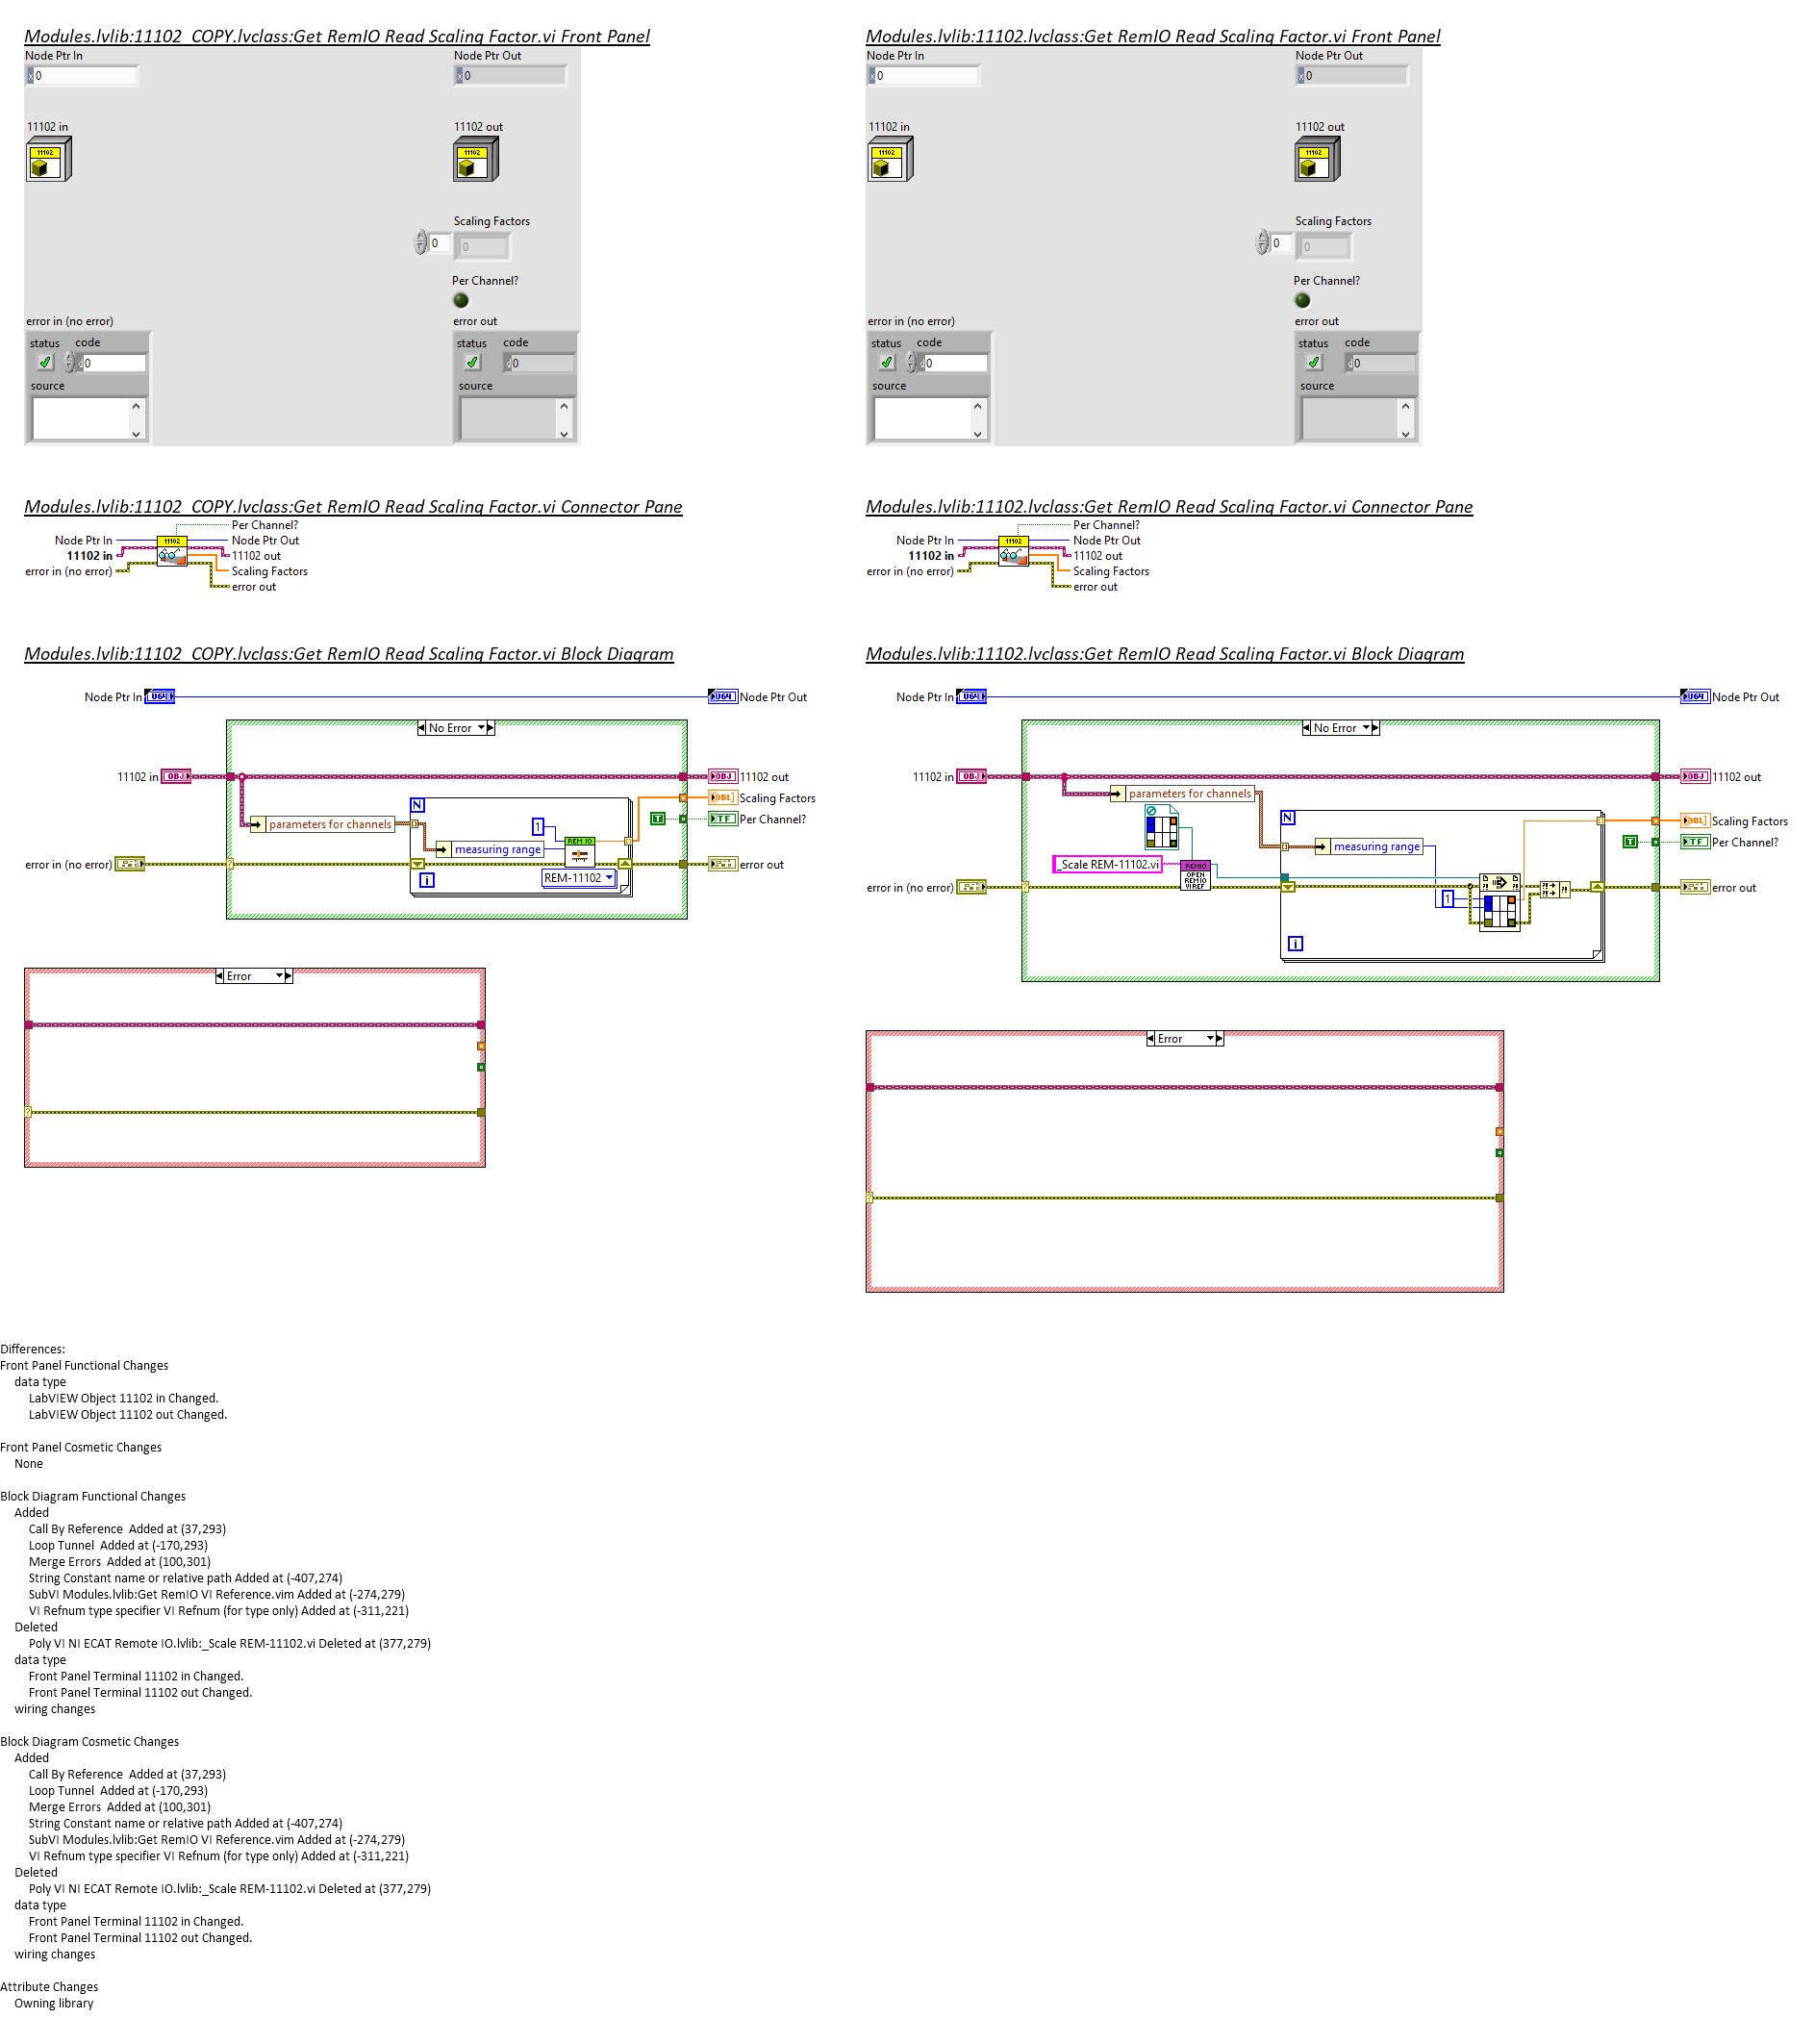 Modules.lvlib:11102_COPY.lvclass:Get RemIO Read Scaling Factor.vi Front Panel
Node Ptr In
Node Ptr Out
x 0
x 0
11102 in
11102 out
11102
11102
Scaling Factors
0
0
Per Channel?
error in (no error)
error out
status code
status code
0
0
source
source
Modules.lvlib:11102.lvclass:Get RemIO Read Scaling Factor.vi Front Panel
Node Ptr In
Node Ptr Out
x 0
x 0
11102 in
11102 out
11102
11102
Scaling Factors
0
0
Per Channel?
error in (no error)
error out
status code
status code
0
0
source
source
Modules.lvlib:11102_COPY.lvclass:Get RemIO Read Scaling Factor.vi Connector Pane
Per Channel?
Node Ptr In
11102
Node Ptr Out
11102 in
11102 out
error in (no error)
Scaling Factors
error out
Modules.lvlib:11102.lvclass:Get RemIO Read Scaling Factor.vi Connector Pane
Per Channel?
Node Ptr In
11102
Node Ptr Out
11102 in
11102 out
error in (no error)
Scaling Factors
error out
Modules.lvlib:11102_COPY.lvclass:Get RemIO Read Scaling Factor.vi Block Diagram
Node Ptr In
U64
U64
Node Ptr Out
No Error
11102 in
OBJ
OBJ
11102 out
N
DBL
Scaling Factors
parameters for channels
1
T
TF
Per Channel?
REM IO
measuring range
error in (no error)
?
error out
i
REM-11102
Error
?
Modules.lvlib:11102.lvclass:Get RemIO Read Scaling Factor.vi Block Diagram
Node Ptr In
U64
U64
Node Ptr Out
No Error
11102 in
OBJ
OBJ
11102 out
parameters for channels
N
DBL
Scaling Factors
T
TF
Per Channel?
measuring range
_Scale REM-11102.vi
REMIO
OPEN
REMIO
VIREF
error in (no error)
?
error out
1
i
Error
?
Differences:
Front Panel Functional Changes
data type
LabVIEW Object 11102 in Changed.
LabVIEW Object 11102 out Changed.
Front Panel Cosmetic Changes
None
Block Diagram Functional Changes
Added
Call By Reference  Added at (37,293)
Loop Tunnel  Added at (-170,293)
Merge Errors  Added at (100,301)
String Constant name or relative path Added at (-407,274)
SubVI Modules.lvlib:Get RemIO VI Reference.vim Added at (-274,279)
VI Refnum type specifier VI Refnum (for type only) Added at (-311,221)
Deleted
Poly VI NI ECAT Remote IO.lvlib:_Scale REM-11102.vi Deleted at (377,279)
data type
Front Panel Terminal 11102 in Changed.
Front Panel Terminal 11102 out Changed.
wiring changes
Block Diagram Cosmetic Changes
Added
Call By Reference  Added at (37,293)
Loop Tunnel  Added at (-170,293)
Merge Errors  Added at (100,301)
String Constant name or relative path Added at (-407,274)
SubVI Modules.lvlib:Get RemIO VI Reference.vim Added at (-274,279)
VI Refnum type specifier VI Refnum (for type only) Added at (-311,221)
Deleted
Poly VI NI ECAT Remote IO.lvlib:_Scale REM-11102.vi Deleted at (377,279)
data type
Front Panel Terminal 11102 in Changed.
Front Panel Terminal 11102 out Changed.
wiring changes
Attribute Changes
Owning library